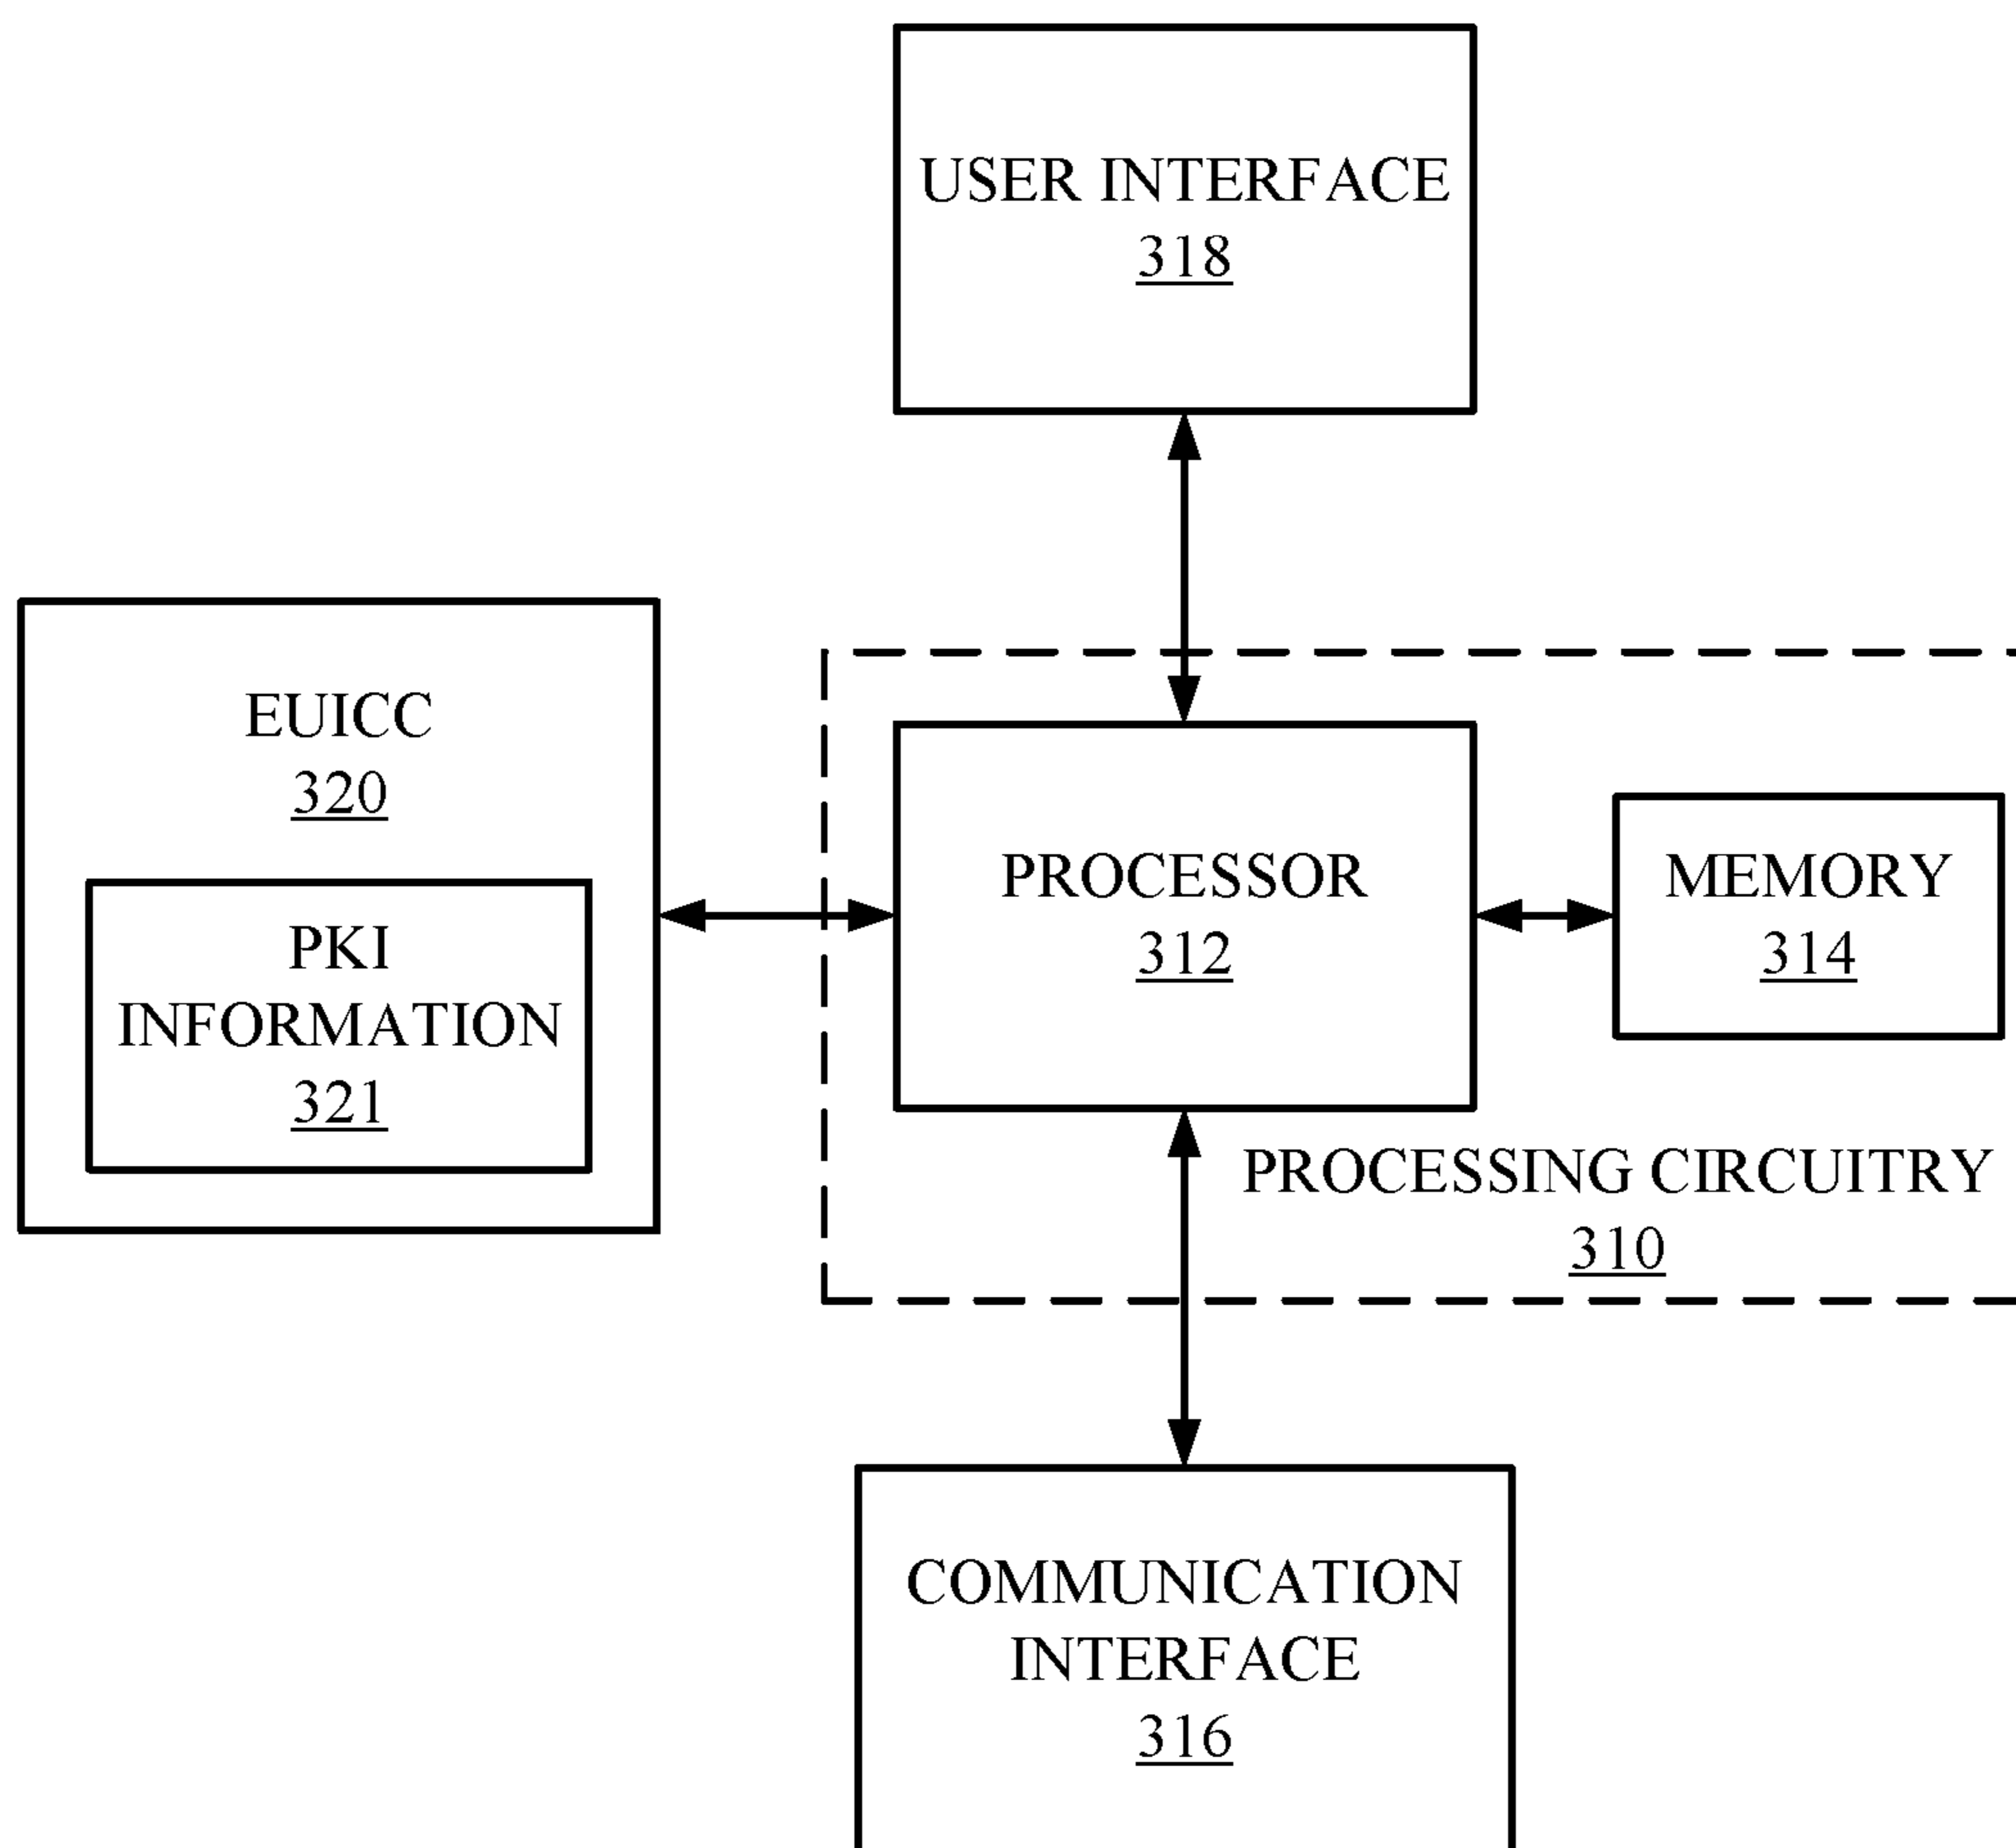 USER INTERFACE
318
EUICC
320
PKI
INFORMATION
321
PROCESSOR
312
MEMORY
314
PROCESSING CIRCUITRY
310
COMMUNICATION
INTERFACE
316